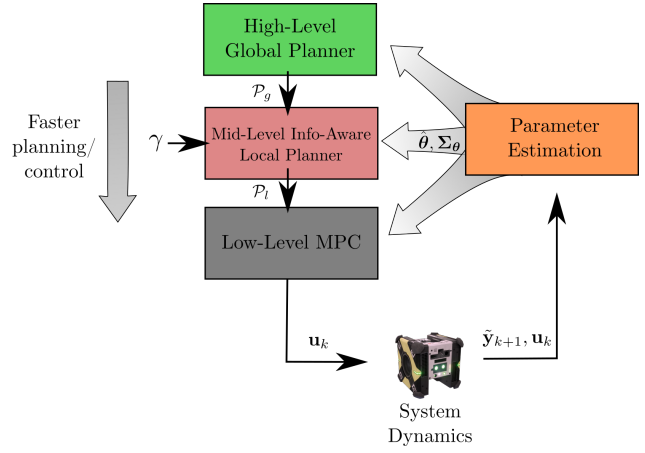 High-Level
Global Planner
𝒫_g
Faster
planning/
control
γ
Mid-Level Info-Aware
Local Planner
θ̂, Σ_θ
Parameter
Estimation
𝒫_l
Low-Level MPC
u_k
ỹ_{k+1}, u_k
System
Dynamics